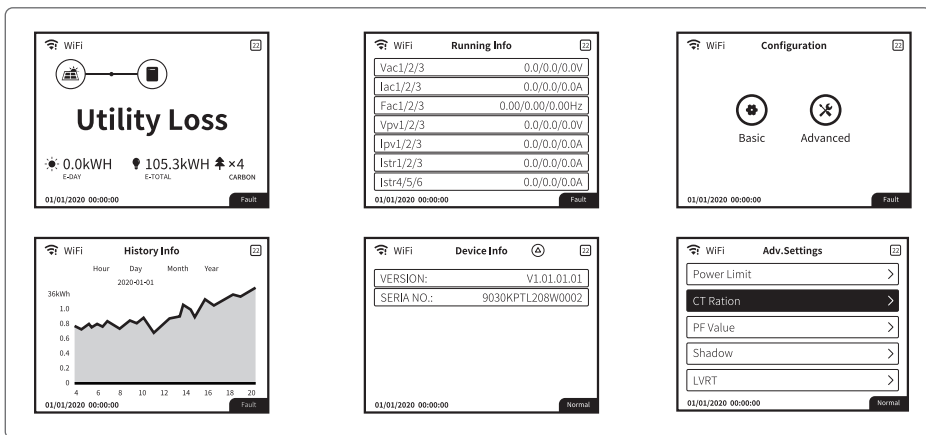 WiFi 22
Utility Loss
0.0kWH 105.3kWH ×4
E-DAY E-TOTAL CARBON
01/01/2020 00:00:00 Fault
WiFi Running Info 22
Vac1/2/3 0.0/0.0/0.0V
Iac1/2/3 0.0/0.0/0.0A
Fac1/2/3 0.00/0.00/0.00Hz
Vpv1/2/3 0.0/0.0/0.0V
Ipv1/2/3 0.0/0.0/0.0A
Istr1/2/3 0.0/0.0/0.0A
Istr4/5/6 0.0/0.0/0.0A
01/01/2020 00:00:00 Fault
WiFi Configuration 22
Basic Advanced
01/01/2020 00:00:00 Fault
WiFi History Info 22
Hour Day Month Year
2020-01-01
36kWh
1.0
0.8
0.6
0.4
0.2
0
4 6 8 10 12 14 16 18 20
01/01/2020 00:00:00 Fault
WiFi Device Info 22
VERSION: V1.01.01.01
SERIA NO.: 9030KPTL208W0002
01/01/2020 00:00:00 Normal
WiFi Adv.Settings 22
Power Limit >
CT Ration >
PF Value >
Shadow >
LVRT >
01/01/2020 00:00:00 Normal